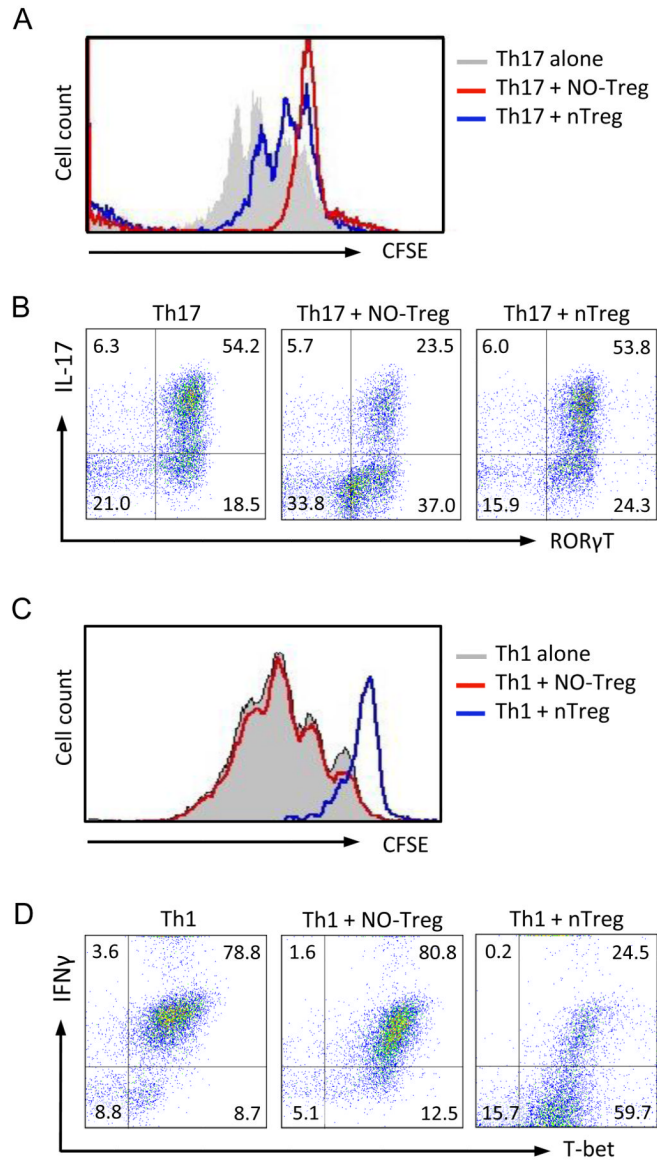 A
Cell count
CFSE
Th17 alone
Th17 + NO-Treg
Th17 + nTreg
B
Th17
Th17 + NO-Treg
Th17 + nTreg
IL-17
6.3
54.2
21.0
18.5
5.7
23.5
33.8
37.0
6.0
53.8
15.9
24.3
RORγT
C
Cell count
CFSE
Th1 alone
Th1 + NO-Treg
Th1 + nTreg
D
Th1
Th1 + NO-Treg
Th1 + nTreg
IFNγ
3.6
78.8
8.8
8.7
1.6
80.8
5.1
12.5
0.2
24.5
15.7
59.7
T-bet